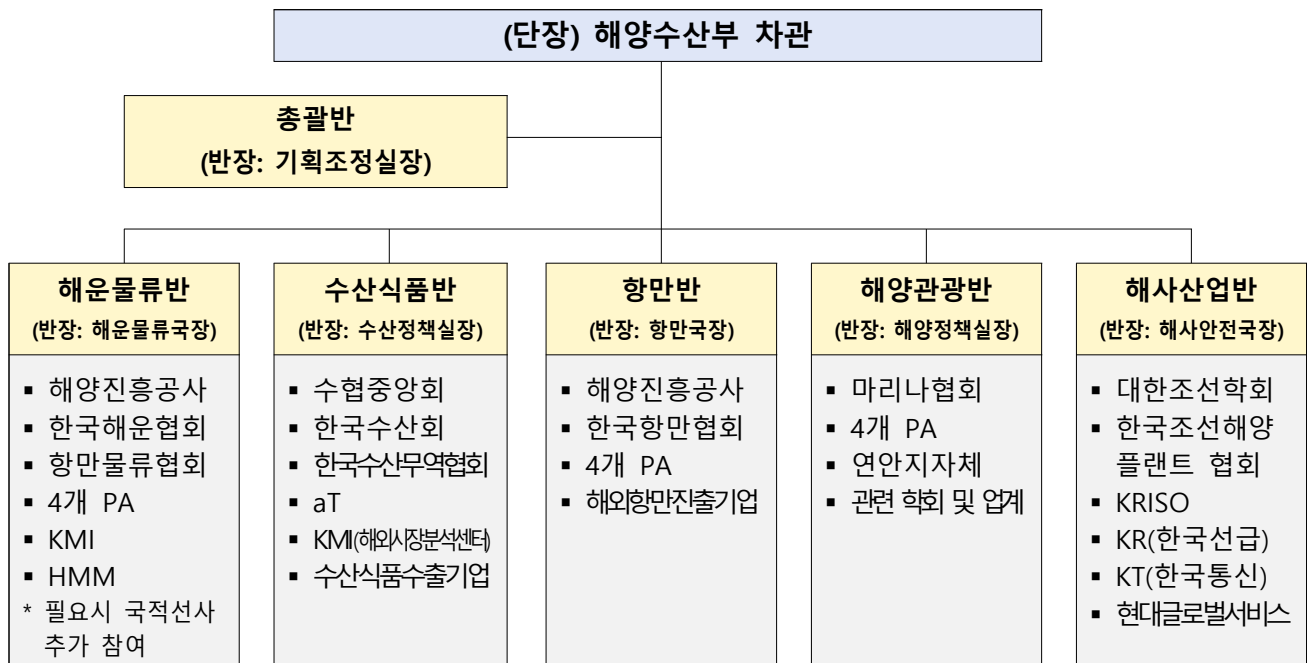 (단장) 해양수산부 차관
총괄반
(반장: 기획조정실장)
해운물류반
(반장: 해운물류국장)
▪ 해양진흥공사
▪ 한국해운협회
▪ 항만물류협회
▪ 4개 PA
▪ KMI
▪ HMM
* 필요시 국적선사
추가 참여
수산식품반
(반장: 수산정책실장)
▪ 수협중앙회
▪ 한국수산회
▪ 한국수산무역협회
▪ aT
▪ KMI(해외시장분석센터)
▪ 수산식품수출기업
항만반
(반장: 항만국장)
▪ 해양진흥공사
▪ 한국항만협회
▪ 4개 PA
▪ 해외항만진출기업
해양관광반
(반장: 해양정책실장)
▪ 마리나협회
▪ 4개 PA
▪ 연안지자체
▪ 관련 학회 및 업계
해사산업반
(반장: 해사안전국장)
▪ 대한조선학회
▪ 한국조선해양
플랜트 협회
▪ KRISO
▪ KR(한국선급)
▪ KT(한국통신)
▪ 현대글로벌서비스